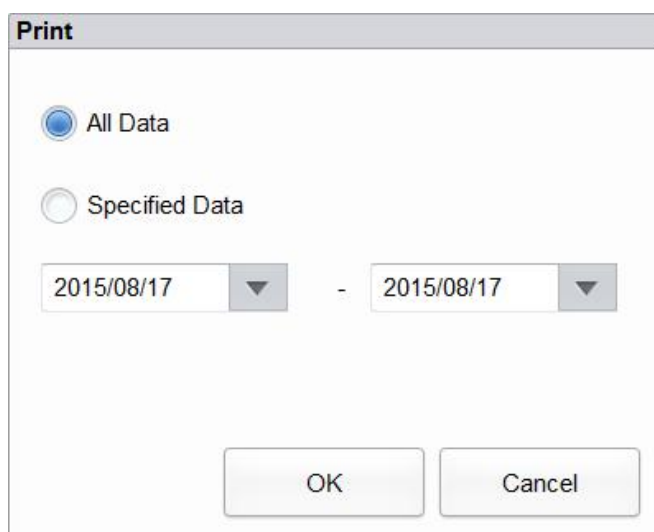 Print
All Data
Specified Data
2015/08/17 - 2015/08/17
OK Cancel